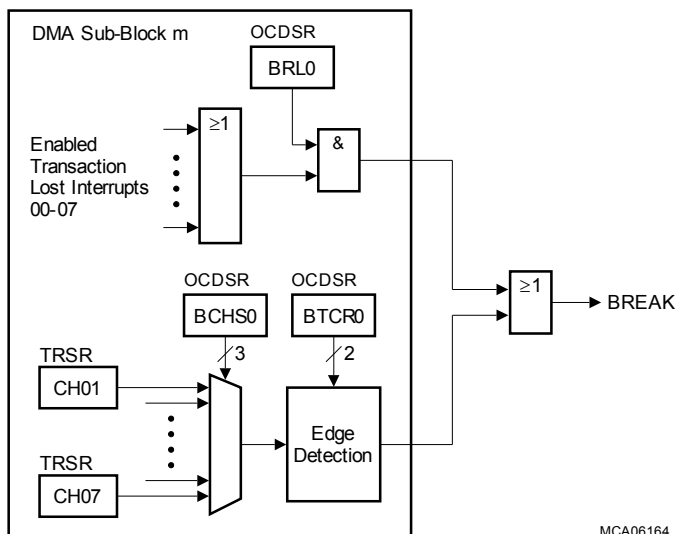 DMA Sub-Block m
OCDSR
BRL0
≥1
&
Enabled
Transaction
Lost Interrupts
00-07
OCDSR
OCDSR
BCHS0
BTCR0
≥1
BREAK
3
2
TRSR
CH01
Edge
Detection
TRSR
CH07
MCA06164